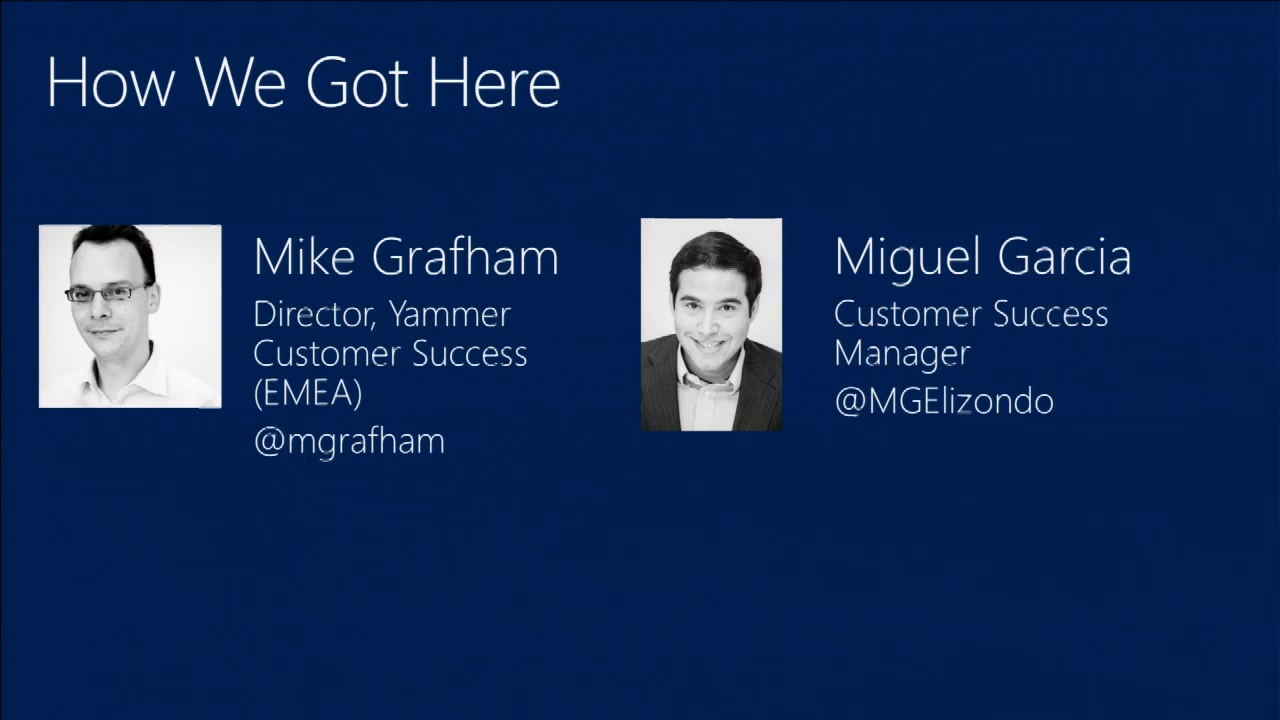 How We Got Here
Mike Grafham
Director, Yammer
Customer Success
(EMEA)
@mgrafham
Miguel Garcia
Customer Success
Manager
@MGElizondo